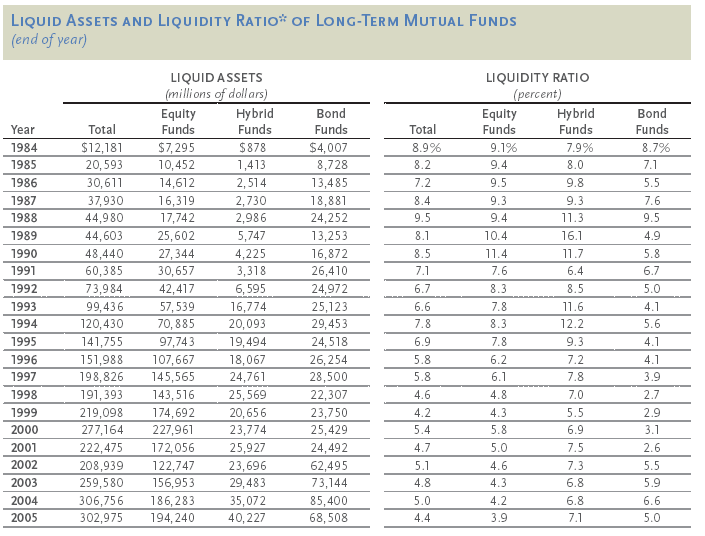 LIQUID ASSETS AND LIQUIDITY RATIO* OF LONG-TERM MUTUAL FUNDS
(end of year)
LIQUID ASSETS LIQUIDITY RATIO
(millions of dollars) (percent)
Equity Hybrid Bond Equity Hybrid Bond
Year Total Funds Funds Funds Total Funds Funds Funds
1984 $12,181 $7,295 $878 $4,007 8.9% 9.1% 7.9% 8.7%
1985 20,593 10,452 1,413 8,728 8.2 9.4 8.0 7.1
1986 30,611 14,612 2,514 13,485 7.2 9.5 9.8 5.5
1987 37,930 16,319 2,730 18,881 8.4 9.3 9.3 7.6
1988 44,980 17,742 2,986 24,252 9.5 9.4 11.3 9.5
1989 44,603 25,602 5,747 13,253 8.1 10.4 16.1 4.9
1990 48,440 27,344 4,225 16,872 8.5 11.4 11.7 5.8
1991 60,385 30,657 3,318 26,410 7.1 7.6 6.4 6.7
1992 73,984 42,417 6,595 24,972 6.7 8.3 8.5 5.0
1993 99,436 57,539 16,774 25,123 6.6 7.8 11.6 4.1
1994 120,430 70,885 20,093 29,453 7.8 8.3 12.2 5.6
1995 141,755 97,743 19,494 24,518 6.9 7.8 9.3 4.1
1996 151,988 107,667 18,067 26,254 5.8 6.2 7.2 4.1
1997 198,826 145,565 24,761 28,500 5.8 6.1 7.8 3.9
1998 191,393 143,516 25,569 22,307 4.6 4.8 7.0 2.7
1999 219,098 174,692 20,656 23,750 4.2 4.3 5.5 2.9
2000 277,164 227,961 23,774 25,429 5.4 5.8 6.9 3.1
2001 222,475 172,056 25,927 24,492 4.7 5.0 7.5 2.6
2002 208,939 122,747 23,696 62,495 5.1 4.6 7.3 5.5
2003 259,580 156,953 29,483 73,144 4.8 4.3 6.8 5.9
2004 306,756 186,283 35,072 85,400 5.0 4.2 6.8 6.6
2005 302,975 194,240 40,227 68,508 4.4 3.9 7.1 5.0